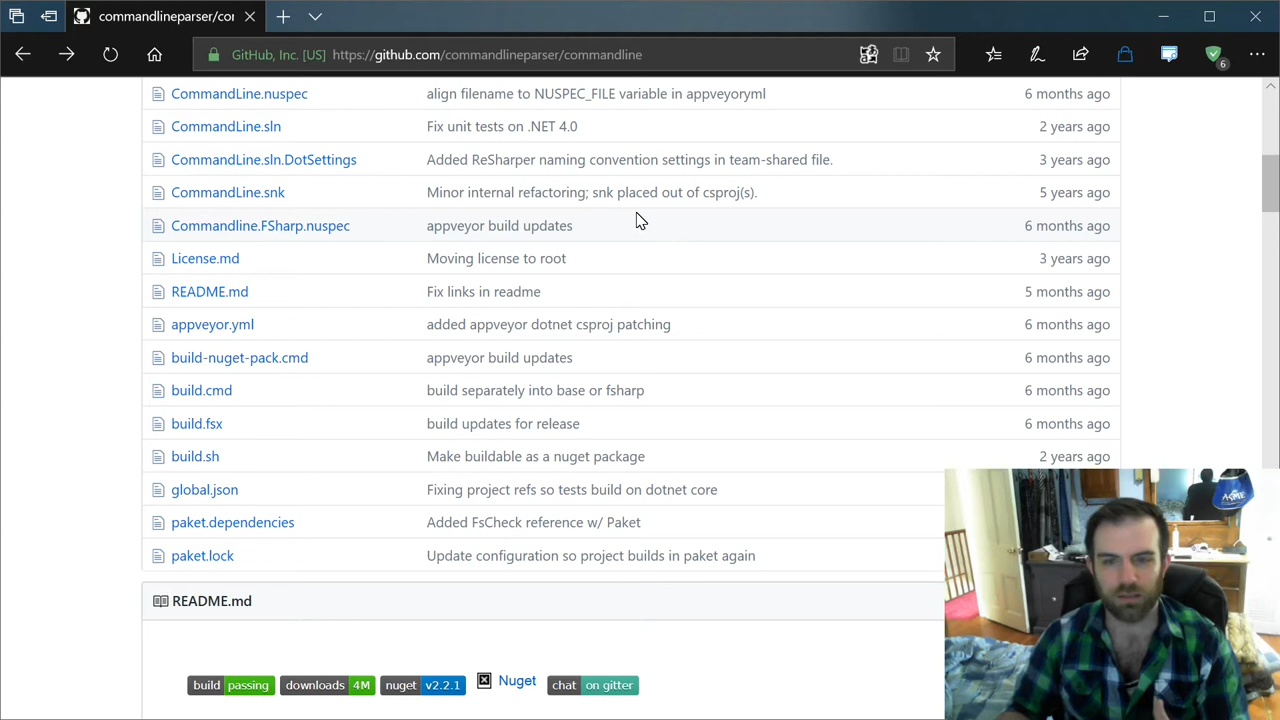 commandlineparser/cor
GitHub, Inc. [US] https://github.com/commandlineparser/commandline
6
CommandLine.nuspec align filename to NUSPEC_FILE variable in appveyoryml 6 months ago
CommandLine.sln Fix unit tests on .NET 4.0 2 years ago
CommandLine.sln.DotSettings Added ReSharper naming convention settings in team-shared file. 3 years ago
CommandLine.snk Minor internal refactoring; snk placed out of csproj(s). 5 years ago
Commandline.FSharp.nuspec appveyor build updates 6 months ago
License.md Moving license to root 3 years ago
README.md Fix links in readme 5 months ago
appveyor.yml added appveyor dotnet csproj patching 6 months ago
build-nuget-pack.cmd appveyor build updates 6 months ago
build.cmd build separately into base or fsharp 6 months ago
build.fsx build updates for release 6 months ago
build.sh Make buildable as a nuget package 2 years ago
global.json Fixing project refs so tests build on dotnet core
paket.dependencies Added FsCheck reference w/ Paket
paket.lock Update configuration so project builds in paket again
README.md
build passing downloads 4M nuget v2.2.1 Nuget chat on gitter
ACME